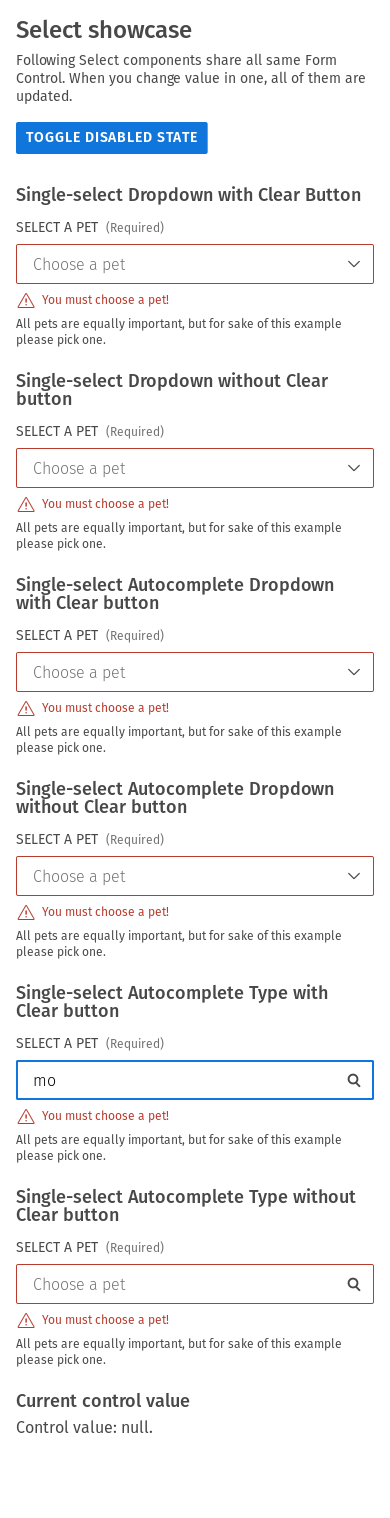 Select showcase
Following Select components share all same Form
Control. When you change value in one, all of them are
updated.
TOGGLE DISABLED STATE
Single-select Dropdown with Clear Button
SELECT A PET (Required)
Choose a pet
You must choose a pet!
All pets are equally important, but for sake of this example
please pick one.
Single-select Dropdown without Clear
button
SELECT A PET (Required)
Choose a pet
You must choose a pet!
All pets are equally important, but for sake of this example
please pick one.
Single-select Autocomplete Dropdown
with Clear button
SELECT A PET (Required)
Choose a pet
You must choose a pet!
All pets are equally important, but for sake of this example
please pick one.
Single-select Autocomplete Dropdown
without Clear button
SELECT A PET (Required)
Choose a pet
You must choose a pet!
All pets are equally important, but for sake of this example
please pick one.
Single-select Autocomplete Type with
Clear button
SELECT A PET (Required)
mo
You must choose a pet!
All pets are equally important, but for sake of this example
please pick one.
Single-select Autocomplete Type without
Clear button
SELECT A PET (Required)
Choose a pet
You must choose a pet!
All pets are equally important, but for sake of this example
please pick one.
Current control value
Control value: null.